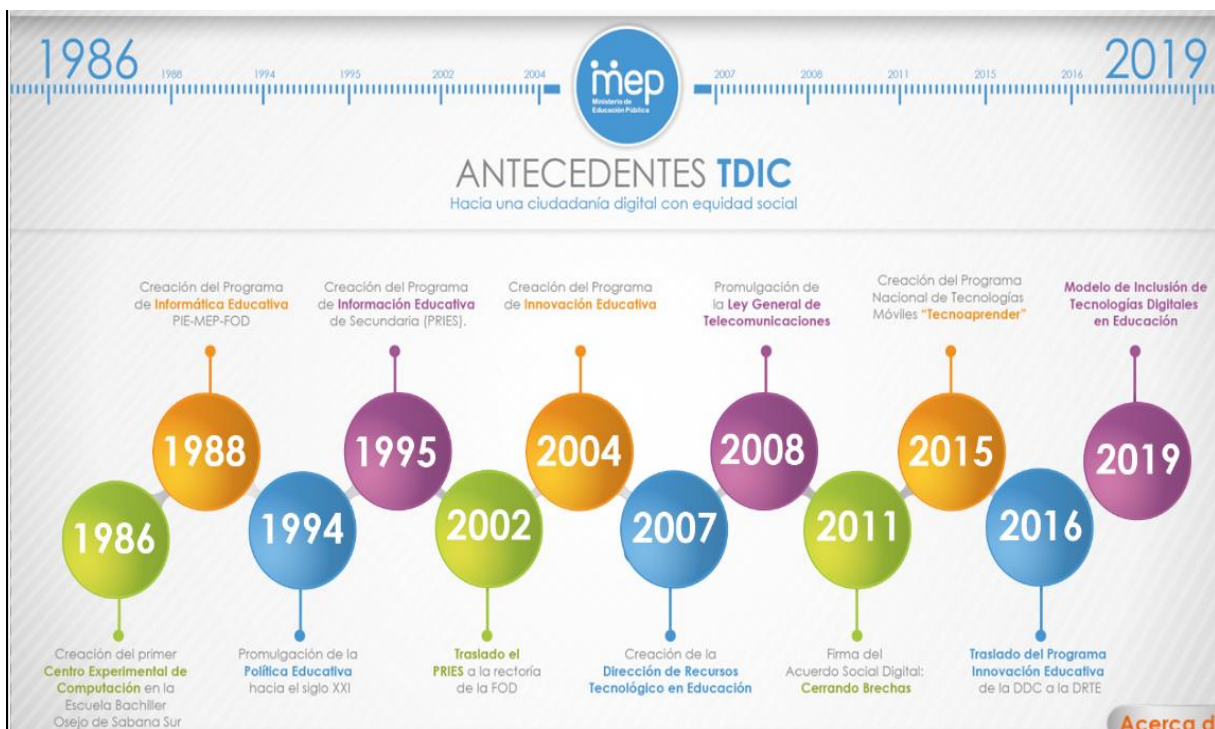 1986
1988
1994
1995
2002
2004
mep
Ministerio de
Educación Pública
2007
2008
2011
2015
2016
2019
ANTECEDENTES TDIC
Hacia una ciudadanía digital con equidad social
Creación del Programa
de Informática Educativa
PIE-MEP-FOD
Creación del Programa
de Información Educativa
de Secundaria (PRIES).
Creación del Programa
de Innovación Educativa
Promulgación de
la Ley General de
Telecomunicaciones
Creación del Programa
Nacional de Tecnologías
Móviles “Tecnoaprender”
Modelo de Inclusión de
Tecnologías Digitales
en Educación
1986
1988
1994
1995
2002
2004
2007
2008
2011
2015
2016
2019
Creación del primer
Centro Experimental de
Computación en la
Escuela Bachiller
Osejo de Sabana Sur
Promulgación de la
Política Educativa
hacia el siglo XXI
Traslado el
PRIES a la rectoría
de la FOD
Creación de la
Dirección de Recursos
Tecnológico en Educación
Firma del
Acuerdo Social Digital:
Cerrando Brechas
Traslado del Programa
Innovación Educativa
de la DDC a la DRTE
Acerca d